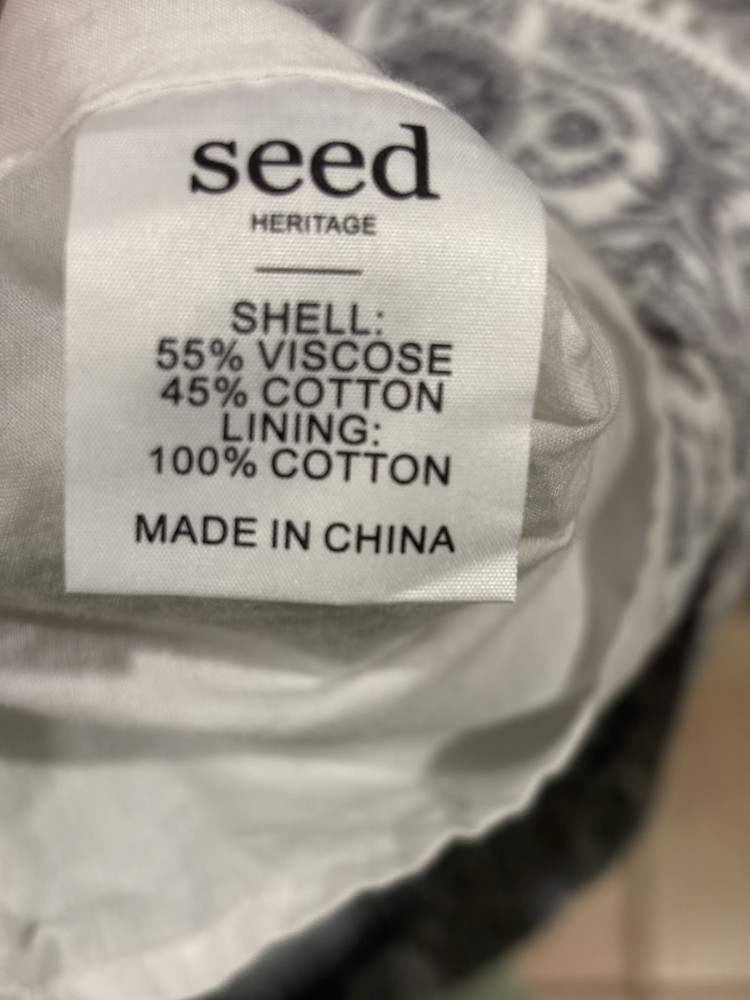 seed
HERITAGE
SHELL:
55% VISCOSE
45% COTTON
LINING:
100% COTTON
MADE IN CHINA